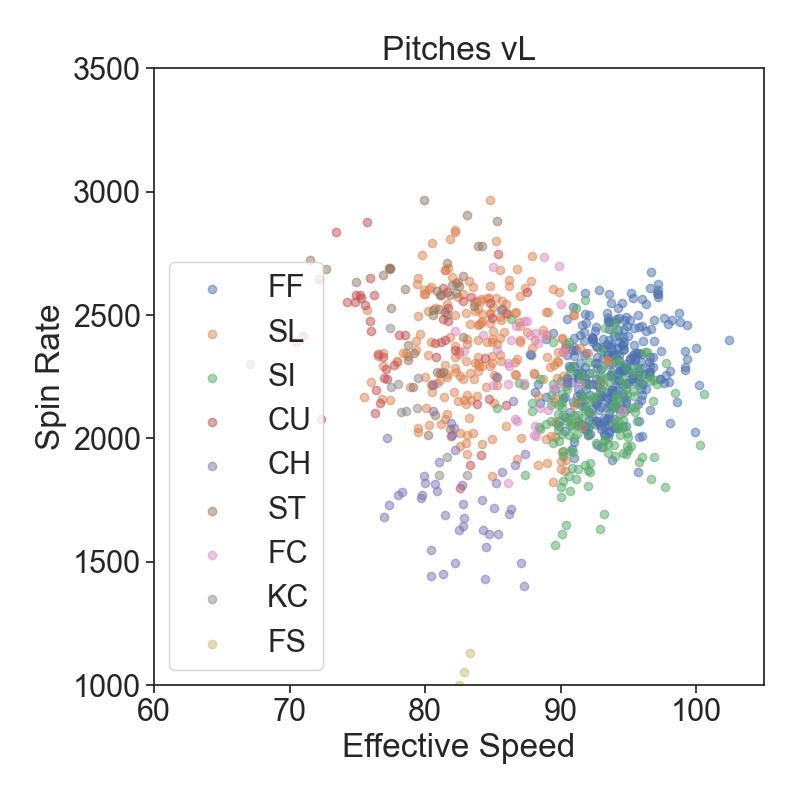 Pitches vL
3500
3000
2500
2000
1500
1000
Spin Rate
FF
SL
SI
CU
CH
ST
FC
KC
FS
60 70 80 90 100
Effective Speed